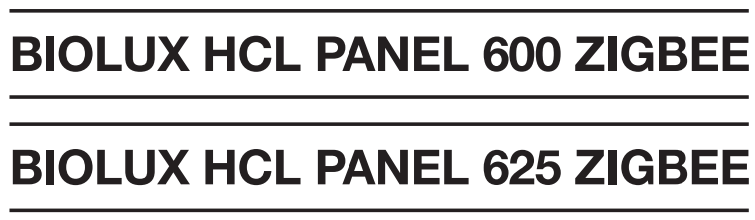 BIOLUX HCL PANEL 600 ZIGBEE
BIOLUX HCL PANEL 625 ZIGBEE